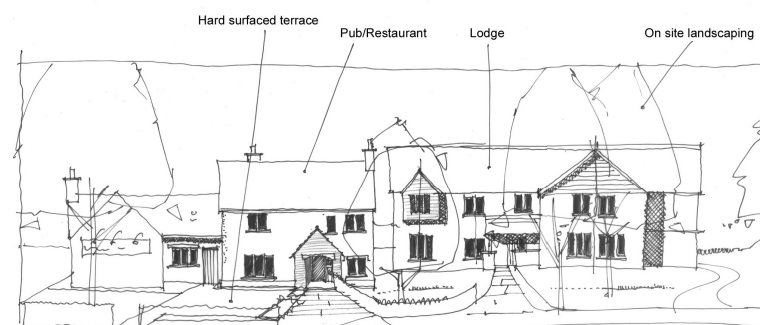 Hard surfaced terrace
Pub/Restaurant
Lodge
On site landscaping